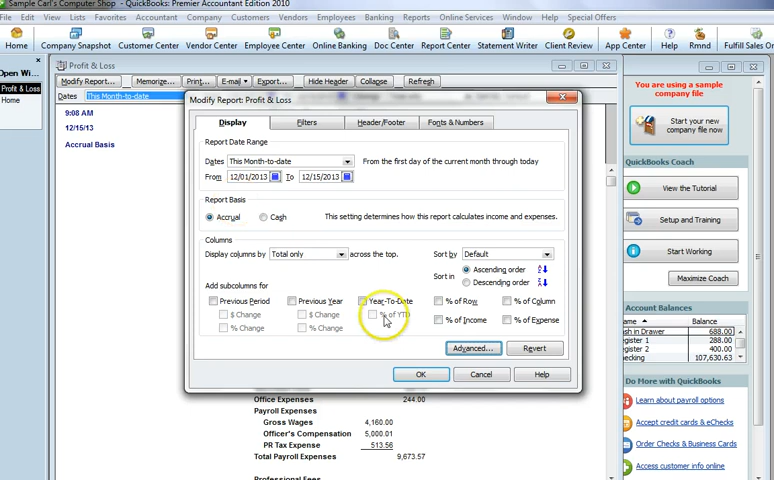 Sample Carl's Computer Shop - QuickBooks: Premier Accountant Edition 2010
File Edit View Lists Favorites Accountant Company Customers Vendors Employees Banking Reports Online Services Window Help Special Offers
Home Company Snapshot Customer Center Vendor Center Employee Center Online Banking Doc Center Report Center Statement Writer Client Review App Center Help Rmnd Fulfill Sales
Open Wi...
Profit & Loss
Home
Profit & Loss
Modify Report... Memorize... Print... E-mail Export... Hide Header Collapse Refresh
Dates This Month-to-date
9:08 AM
12/15/13
Accrual Basis
Modify Report: Profit & Loss
Display Filters Header/Footer Fonts & Numbers
Report Date Range
Dates This Month-to-date From the first day of the current month through today
From 12/01/2013 To 12/15/2013
Report Basis
Accrual Cash This setting determines how this report calculates income and expenses.
Columns
Display columns by Total only across the top. Sort by Default
Sort in Ascending order
Descending order
Add subcolumns for
Previous Period Previous Year Year-To-Date % of Row % of Column
$ Change $ Change % of YTD % of Income % of Expense
% Change % Change
Advanced... Revert
OK Cancel Help
Office Expenses 244.00
Payroll Expenses
Gross Wages 4,160.00
Officer's Compensation 5,000.01
PR Tax Expense 513.56
Total Payroll Expenses 9,673.57
Professional Fees
You are using a sample
company file
Start your new
company file now
QuickBooks Coach
View the Tutorial
Setup and Training
Start Working
Maximize Coach
Account Balances
Name Balance
Cash in Drawer 688.00
Register 1 288.00
Register 2 400.00
Checking 107,630.63
Do More with QuickBooks
Learn about payroll options
Accept credit cards & eChecks
Order Checks & Business Cards
Access customer info online